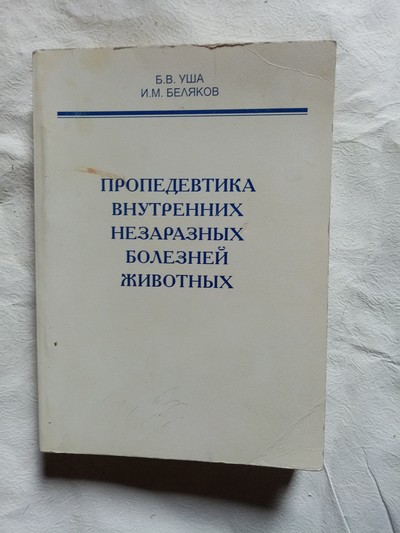 Б.В. УША
И.М. БЕЛЯКОВ
ПРОПЕДЕВТИКА
ВНУТРЕННИХ
НЕЗАРАЗНЫХ
БОЛЕЗНЕЙ
ЖИВОТНЫХ